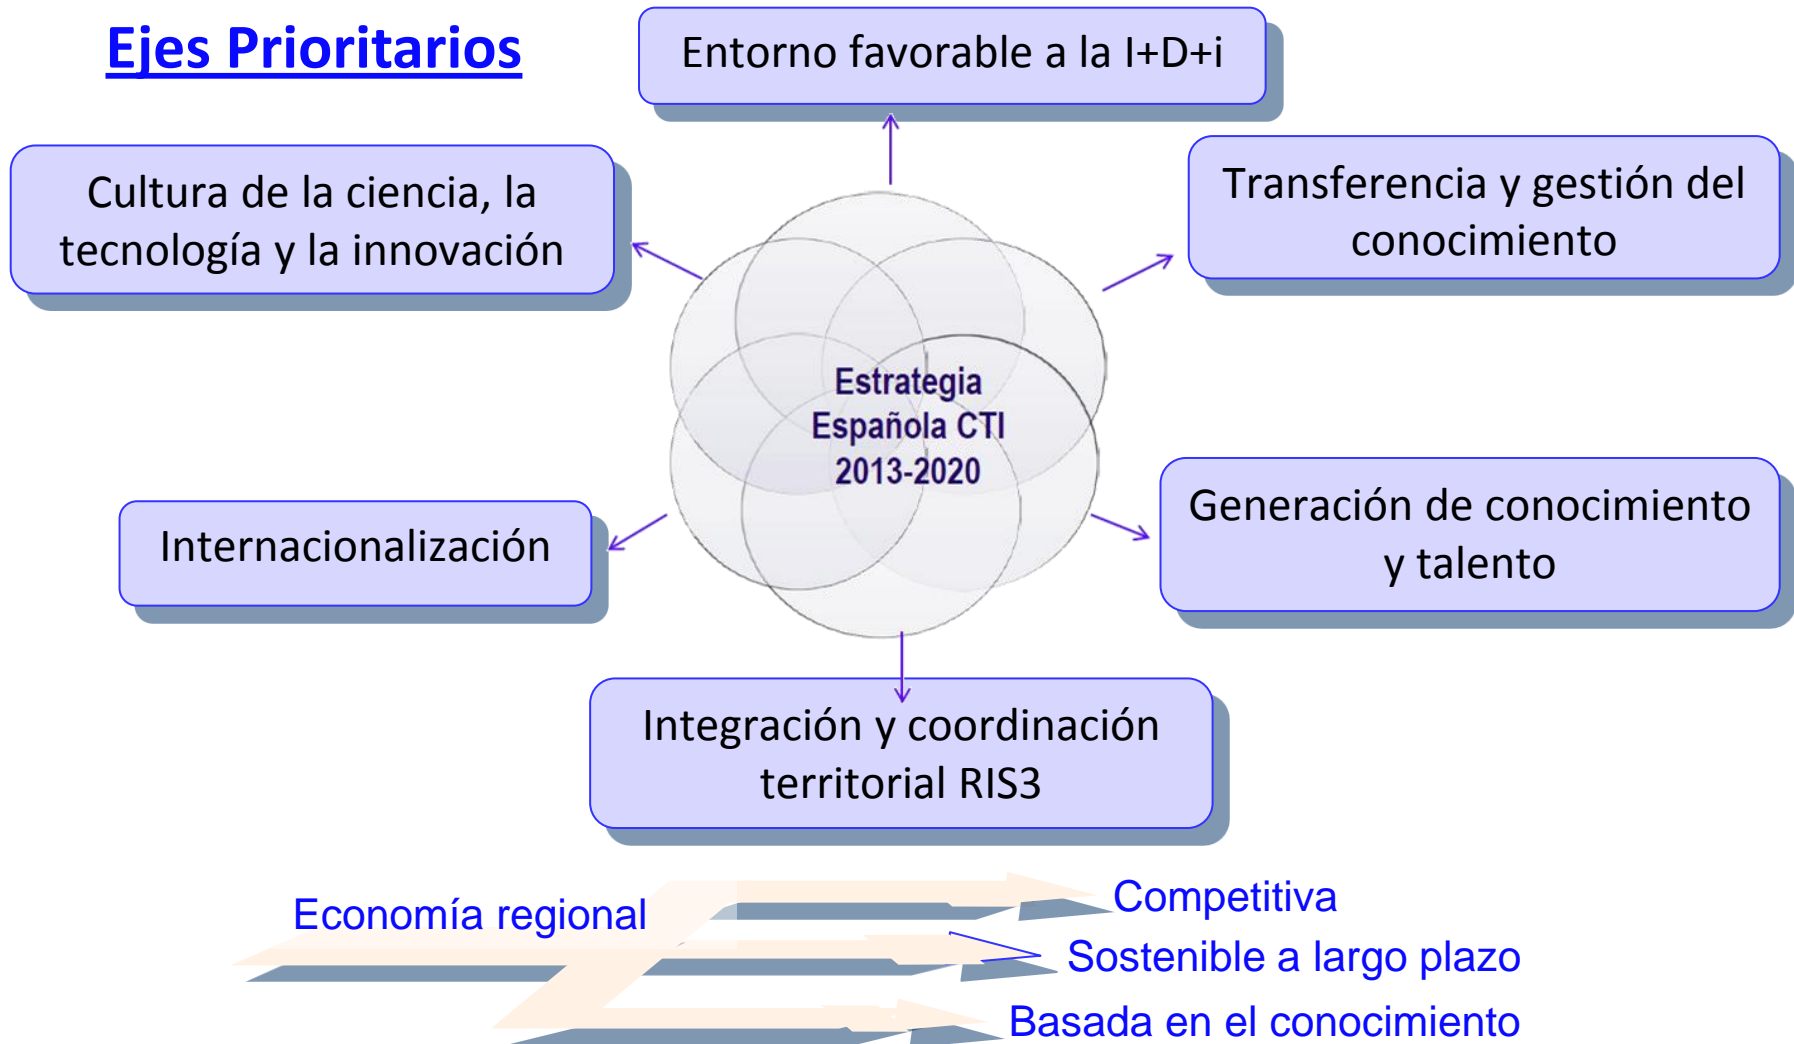 Ejes Prioritarios
Entorno favorable a la I+D+i
Cultura de la ciencia, la
tecnología y la innovación
Transferencia y gestión del
conocimiento
Estrategia
Española CTI
2013-2020
Internacionalización
Generación de conocimiento
y talento
Integración y coordinación
territorial RIS3
Economía regional
Competitiva
Sostenible a largo plazo
Basada en el conocimiento